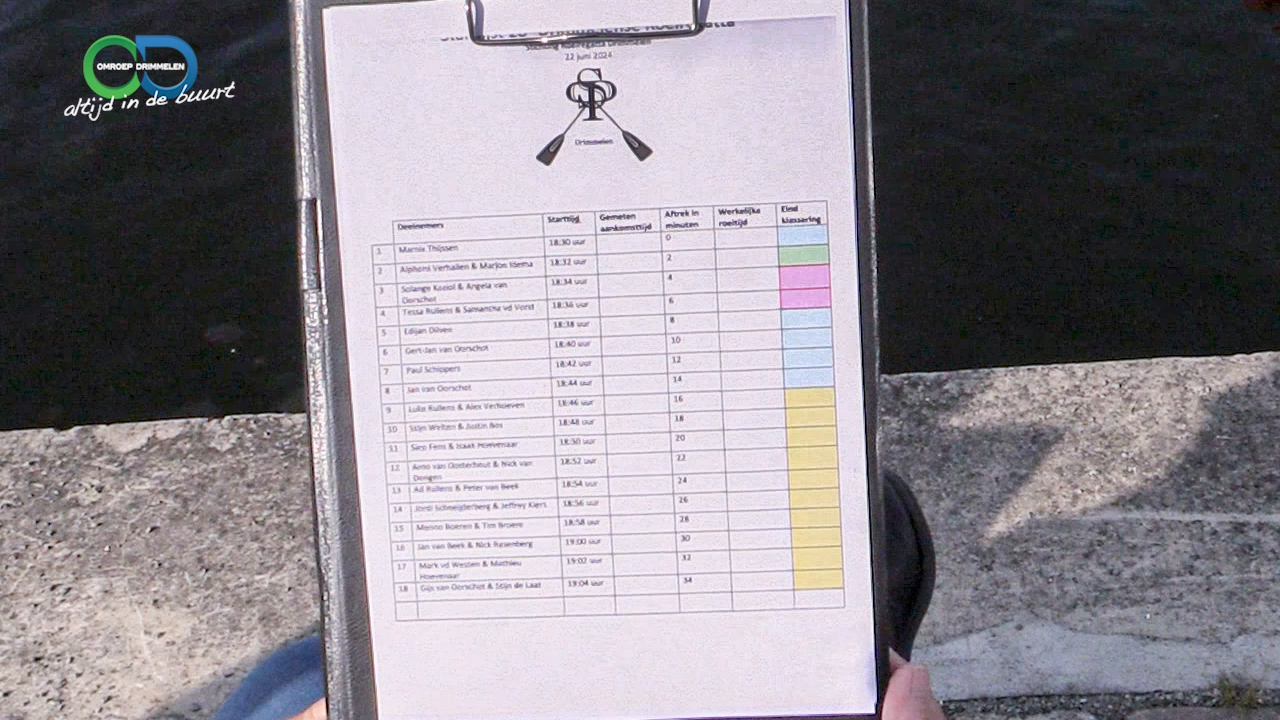 OMROEP DRIMMELEN
altijd in de buurt
Stichting Roeiregatta Drimmelen
22 juni 2024
Drimmelen
Deelnemers Starttijd Gemeten aankomsttijd Aftrek in minuten Werkelijke roeitijd Eind klassering
1 Marnix Thijssen 18:30 uur 0
2 Alphons Verhallen & Marjon Idema 18:32 uur 2
3 Solange Koziol & Angela van Oorschot 18:34 uur 4
4 Tessa Rullens & Samantha vd Vorst 18:36 uur 6
5 Edijan Dilven 18:38 uur 8
6 Gert-Jan van Oorschot 18:40 uur 10
7 Paul Schippers 18:42 uur 12
8 Jan van Oorschot 18:44 uur 14
9 Luka Rullens & Alex Verhoeven 18:46 uur 16
10 Stijn Welten & Justin Bos 18:48 uur 18
11 Siep Fens & Isaak Hoevenaar 18:50 uur 20
12 Arno van Oosterhout & Nick van Dongen 18:52 uur 22
13 Ad Rullens & Peter van Beek 18:54 uur 24
14 Jordi Schneijderberg & Jeffrey Kiers 18:56 uur 26
15 Menno Boeren & Tim Broere 18:58 uur 28
16 Jan van Beek & Nick Rasenberg 19:00 uur 30
17 Mark vd Westen & Mathieu Hoevenaar 19:02 uur 32
18 Gijs van Oorschot & Stijn de Laat 19:04 uur 34